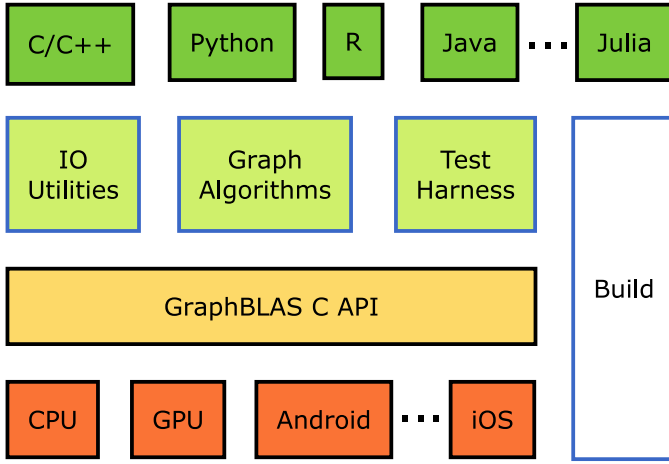 C/C++ Python R Java ... Julia
IO Utilities
Graph Algorithms
Test Harness
Build
GraphBLAS C API
CPU GPU Android ... iOS